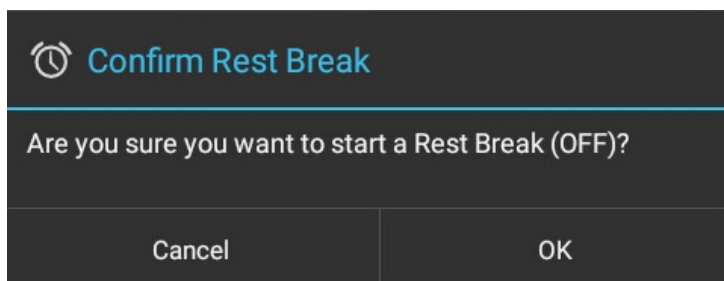 Confirm Rest Break
Are you sure you want to start a Rest Break (OFF)?
Cancel
OK